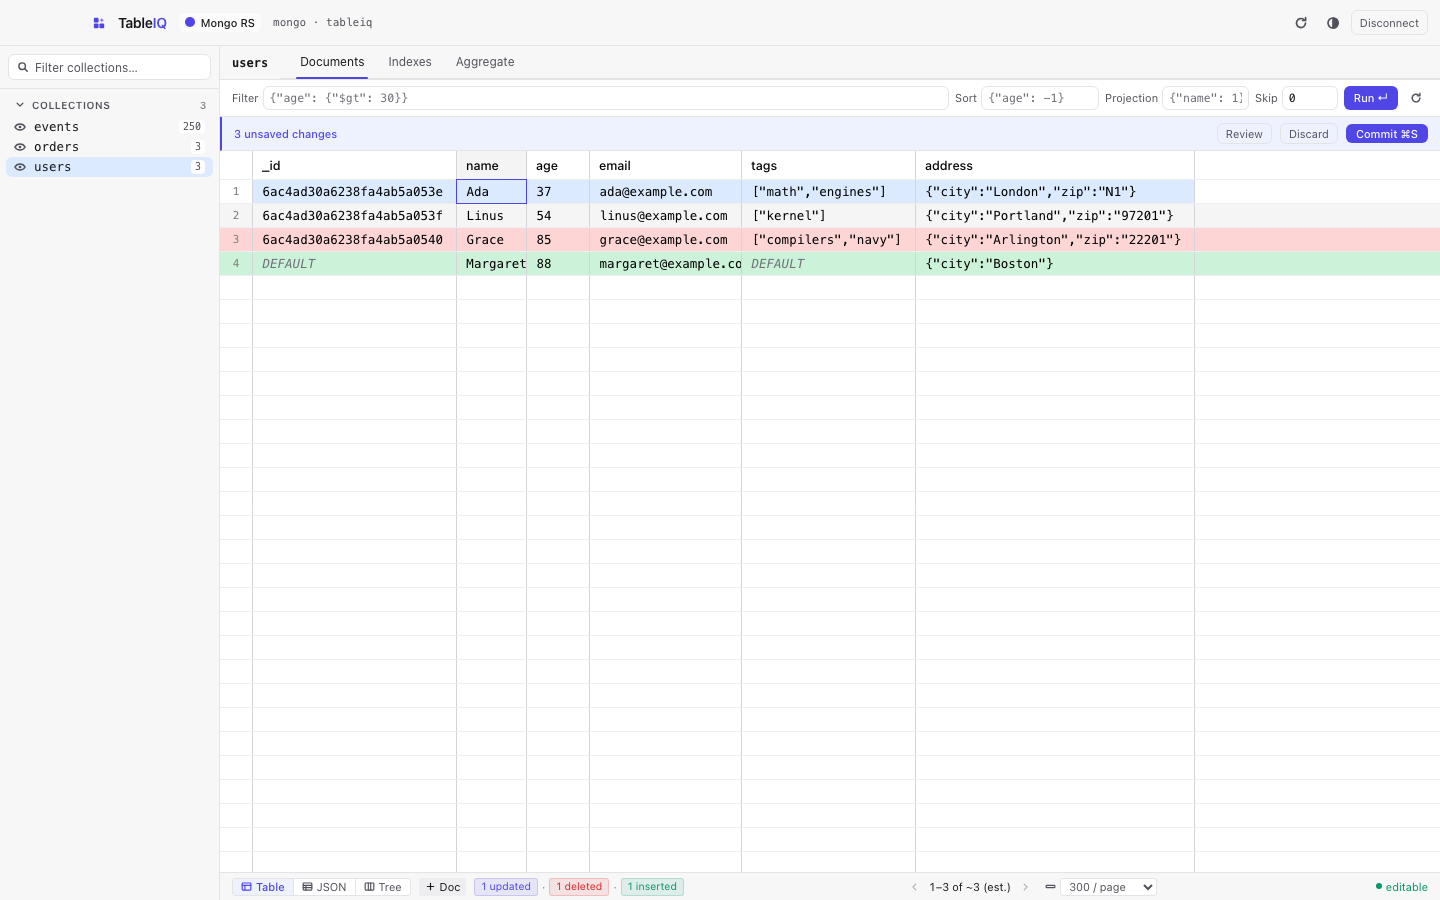 TableIQ Mongo RS mongo · tableiq Disconnect
Filter collections...
COLLECTIONS 3
events 250
orders 3
users 3
users Documents Indexes Aggregate
Filter {"age": {"$gt": 30}} Sort {"age": −1} Projection {"name": 1} Skip 0 Run ↵
3 unsaved changes Review Discard Commit ⌘S
_id name age email tags address
1 6ac4ad30a6238fa4ab5a053e Ada 37 ada@example.com ["math","engines"] {"city":"London","zip":"N1"}
2 6ac4ad30a6238fa4ab5a053f Linus 54 linus@example.com ["kernel"] {"city":"Portland","zip":"97201"}
3 6ac4ad30a6238fa4ab5a0540 Grace 85 grace@example.com ["compilers","navy"] {"city":"Arlington","zip":"22201"}
4 DEFAULT Margaret 88 margaret@example.co DEFAULT {"city":"Boston"}
Table JSON Tree + Doc 1 updated · 1 deleted · 1 inserted 1–3 of ~3 (est.) 300 / page editable